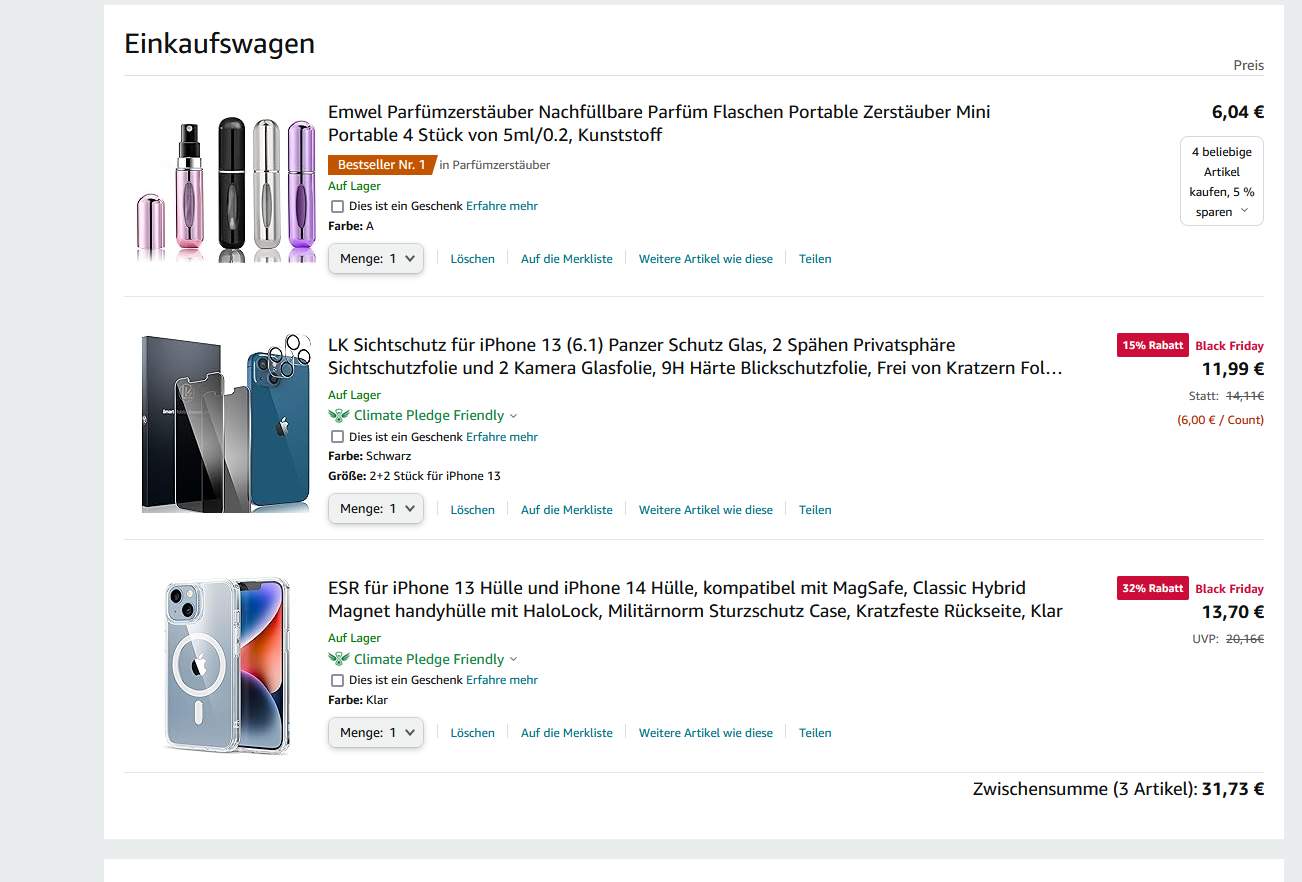 Einkaufswagen
Preis
Emwel Parfümzerstäuber Nachfüllbare Parfüm Flaschen Portable Zerstäuber Mini
Portable 4 Stück von 5ml/0.2, Kunststoff
6,04 €
Bestseller Nr. 1 in Parfümzerstäuber
Auf Lager
Dies ist ein Geschenk Erfahre mehr
Farbe: A
Menge: 1
Löschen
Auf die Merkliste
Weitere Artikel wie diese
Teilen
4 beliebige
Artikel
kaufen, 5 %
sparen
LK Sichtschutz für iPhone 13 (6.1) Panzer Schutz Glas, 2 Spähen Privatsphäre
Sichtschutzfolie und 2 Kamera Glasfolie, 9H Härte Blickschutzfolie, Frei von Kratzern Fol…
15% Rabatt Black Friday
11,99 €
Statt: 14,11€
(6,00 € / Count)
Auf Lager
Climate Pledge Friendly
Dies ist ein Geschenk Erfahre mehr
Farbe: Schwarz
Größe: 2+2 Stück für iPhone 13
Menge: 1
Löschen
Auf die Merkliste
Weitere Artikel wie diese
Teilen
ESR für iPhone 13 Hülle und iPhone 14 Hülle, kompatibel mit MagSafe, Classic Hybrid
Magnet handyhülle mit HaloLock, Militärnorm Sturzschutz Case, Kratzfeste Rückseite, Klar
32% Rabatt Black Friday
13,70 €
UVP: 20,16€
Auf Lager
Climate Pledge Friendly
Dies ist ein Geschenk Erfahre mehr
Farbe: Klar
Menge: 1
Löschen
Auf die Merkliste
Weitere Artikel wie diese
Teilen
Zwischensumme (3 Artikel): 31,73 €